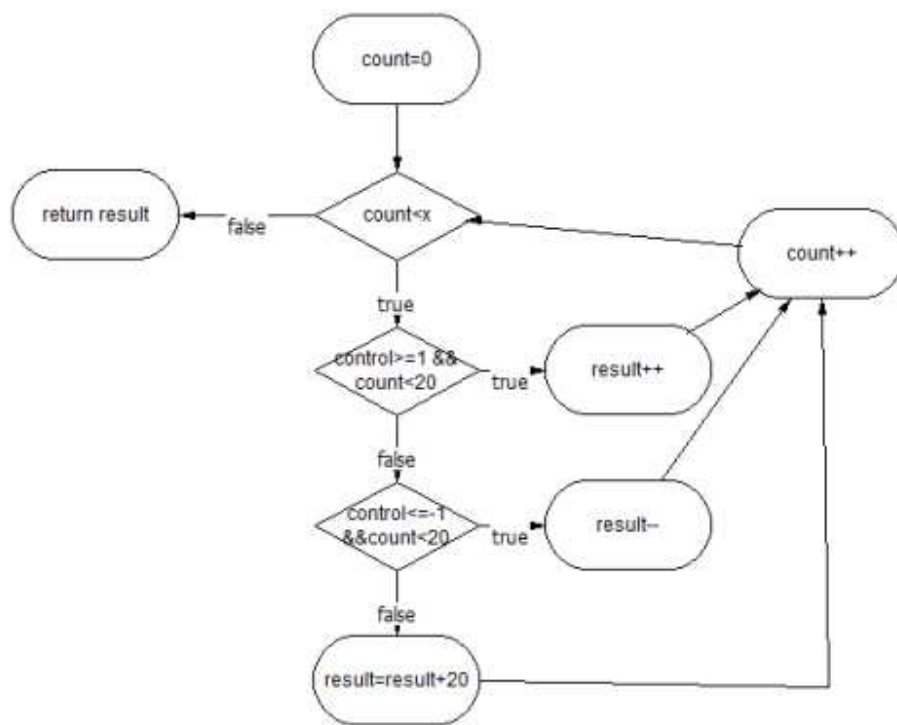 count=0
return result
false
count<x
count++
true
control>=1 &&
count<20
true
result++
false
control<=-1
&&count<20
true
result--
false
result=result+20